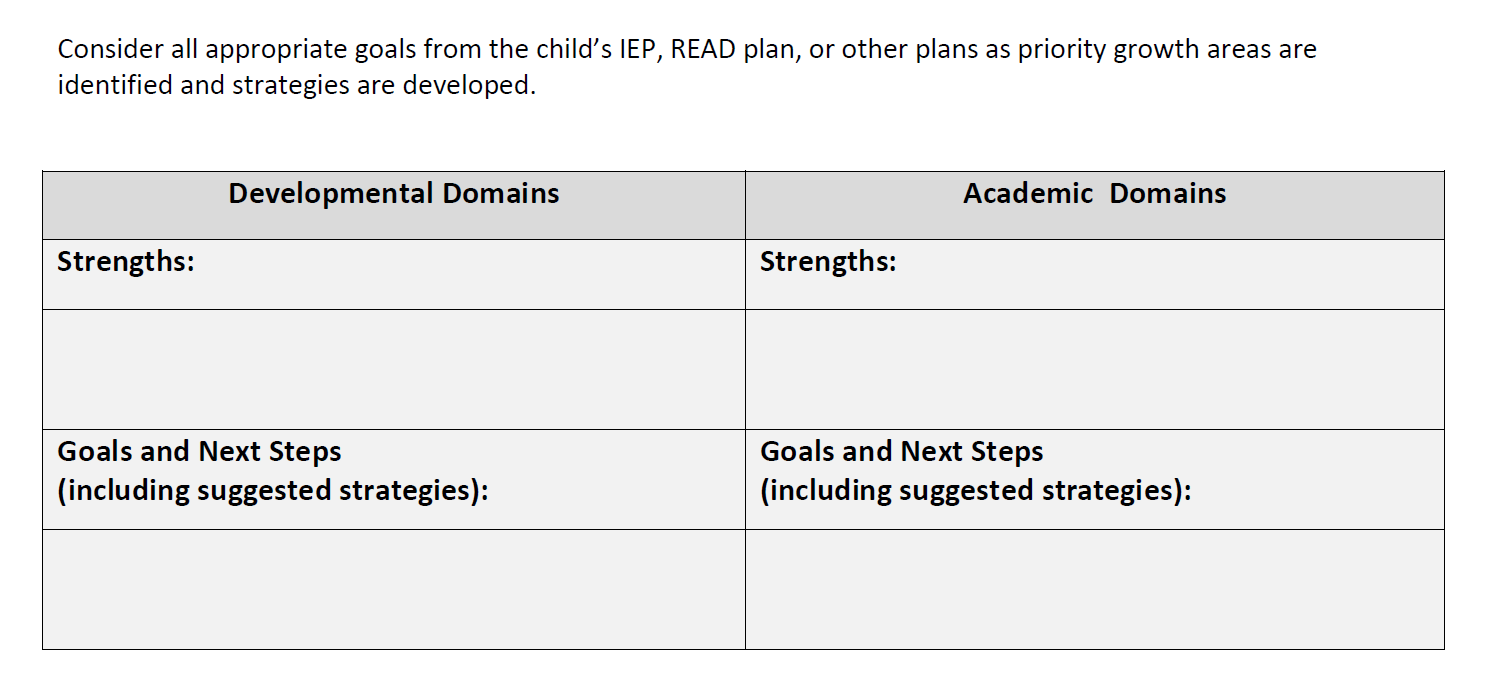 Consider all appropriate goals from the child’s IEP, READ plan, or other plans as priority growth areas are
identified and strategies are developed.
Developmental Domains
Academic  Domains
Strengths:
Strengths:
Goals and Next Steps
(including suggested strategies):
Goals and Next Steps
(including suggested strategies):